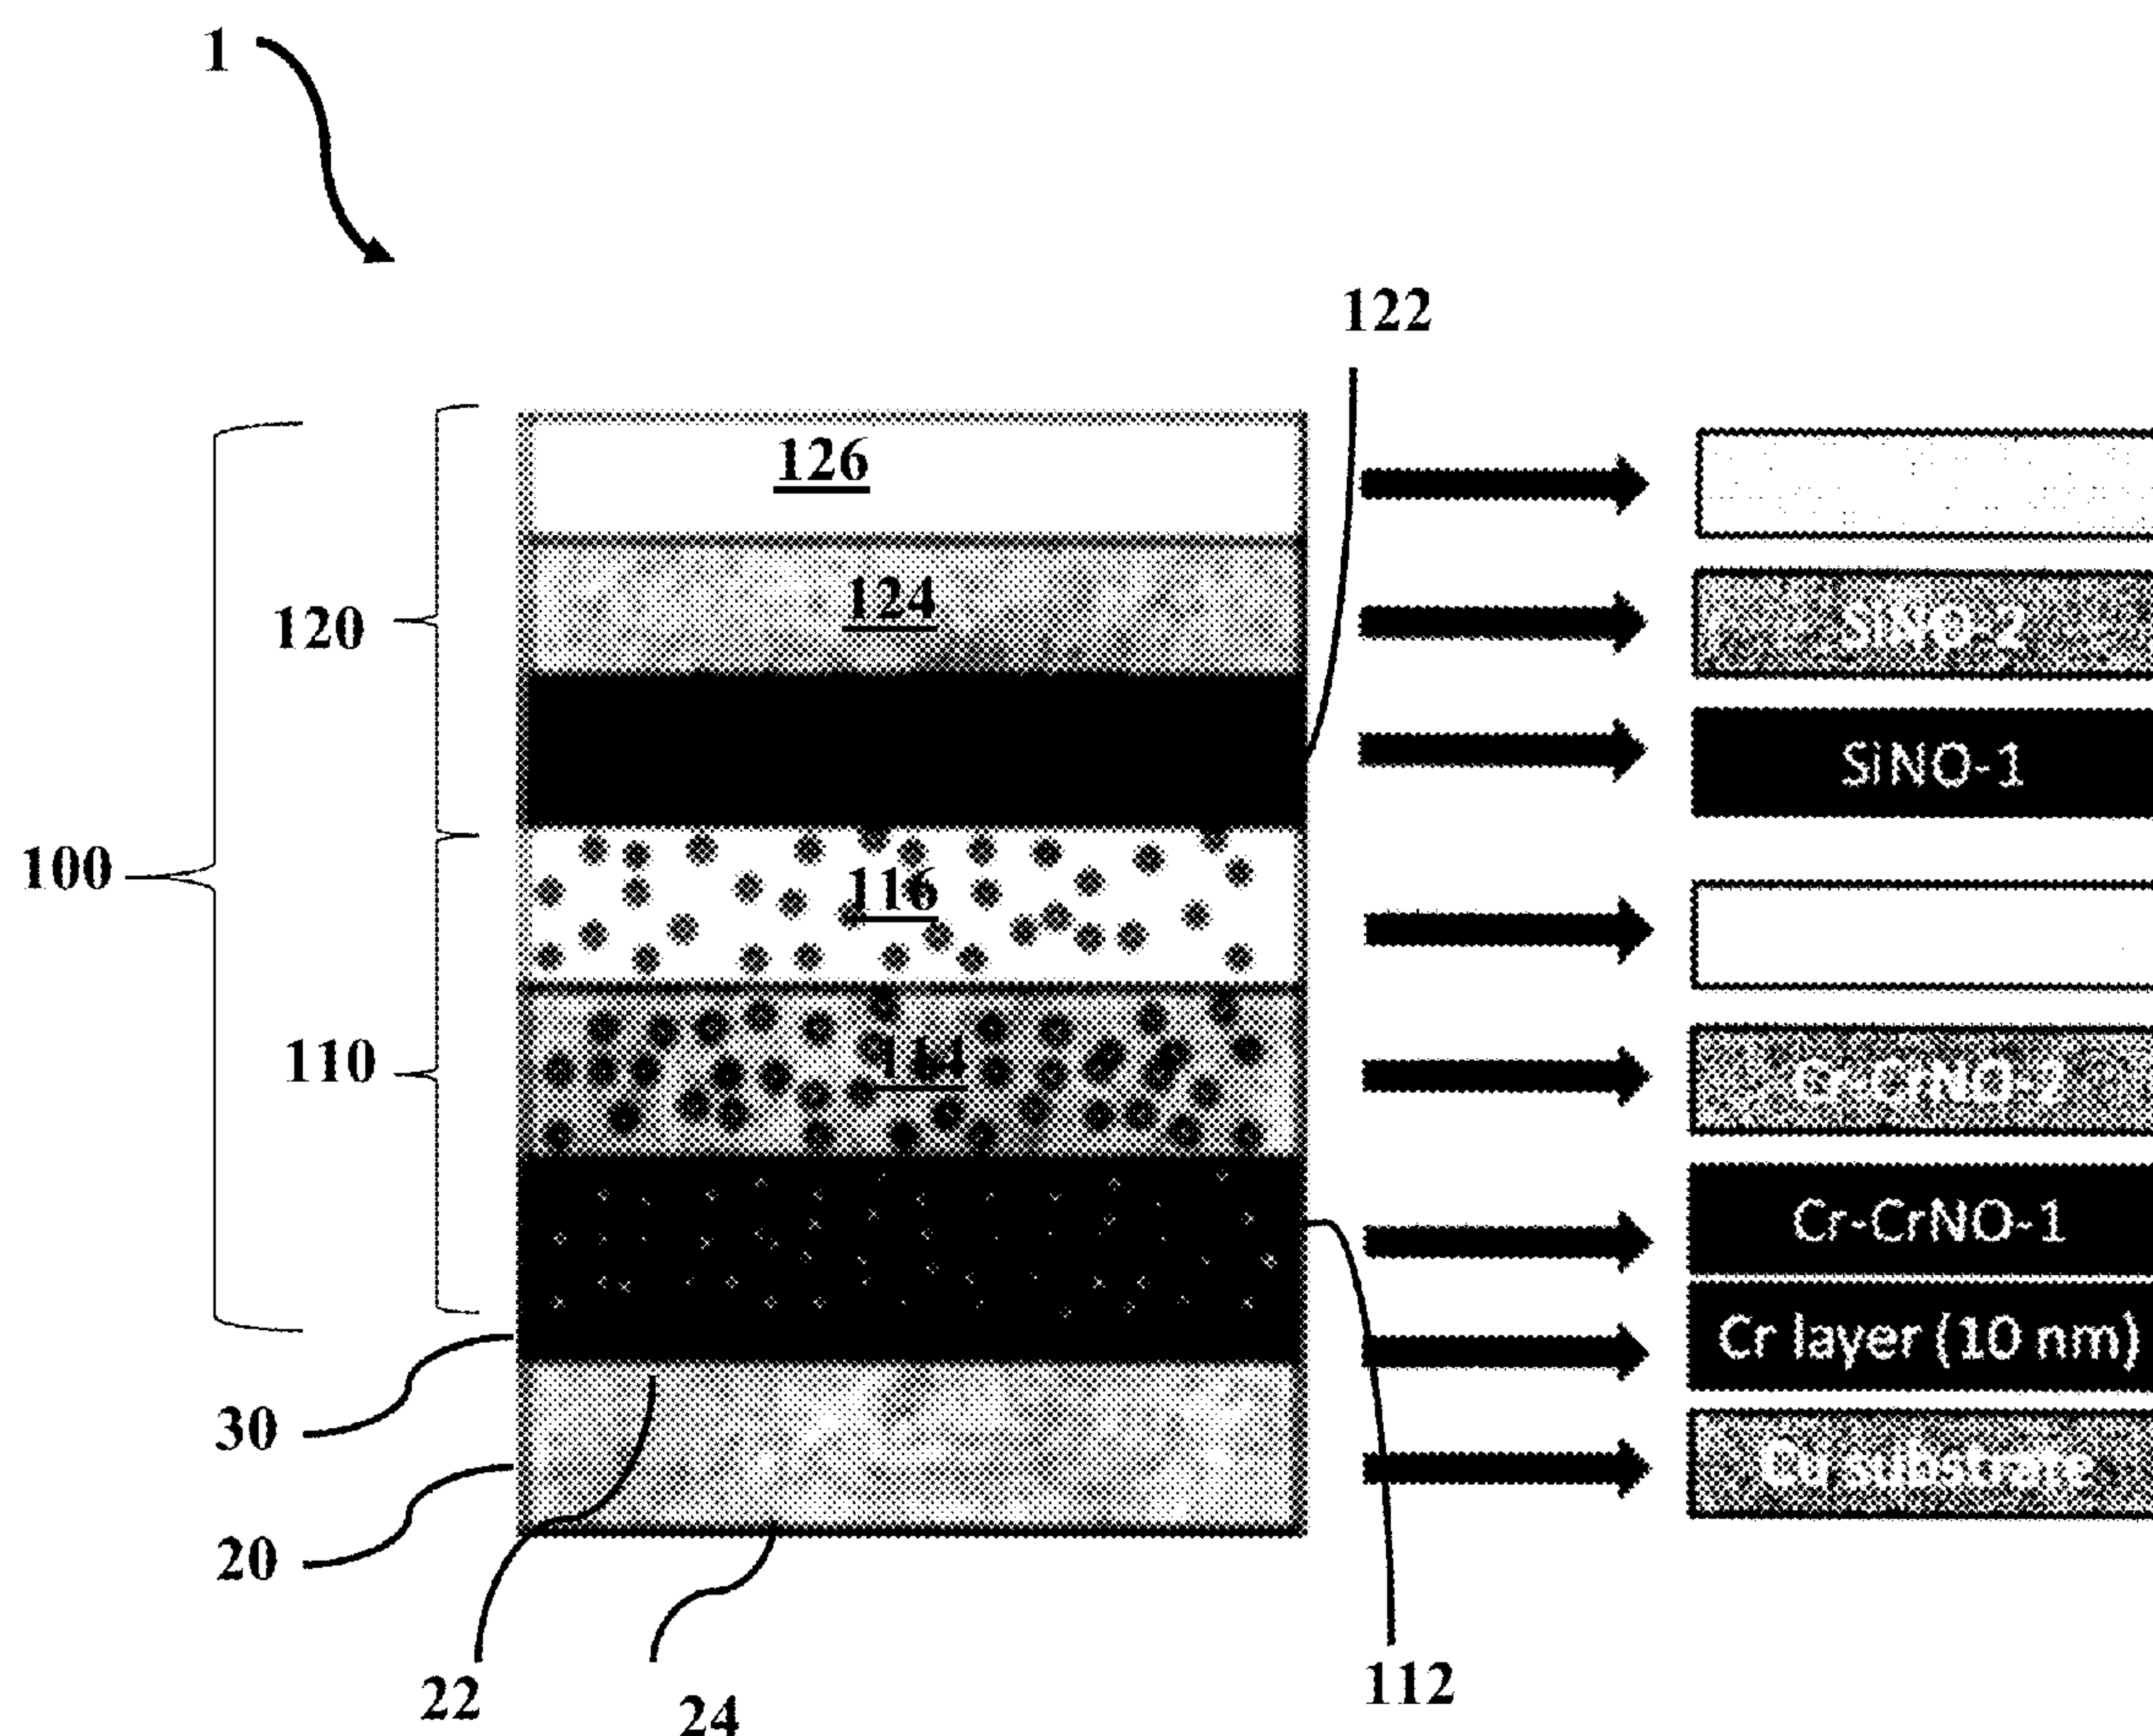 1
122
126
124
SiNO-2
120
SiNO-1
100
116
110
114
Cr-CrNO-2
Cr-CrNO-1
Cr layer (10 nm)
30
Cu substrate
20
22
24
112